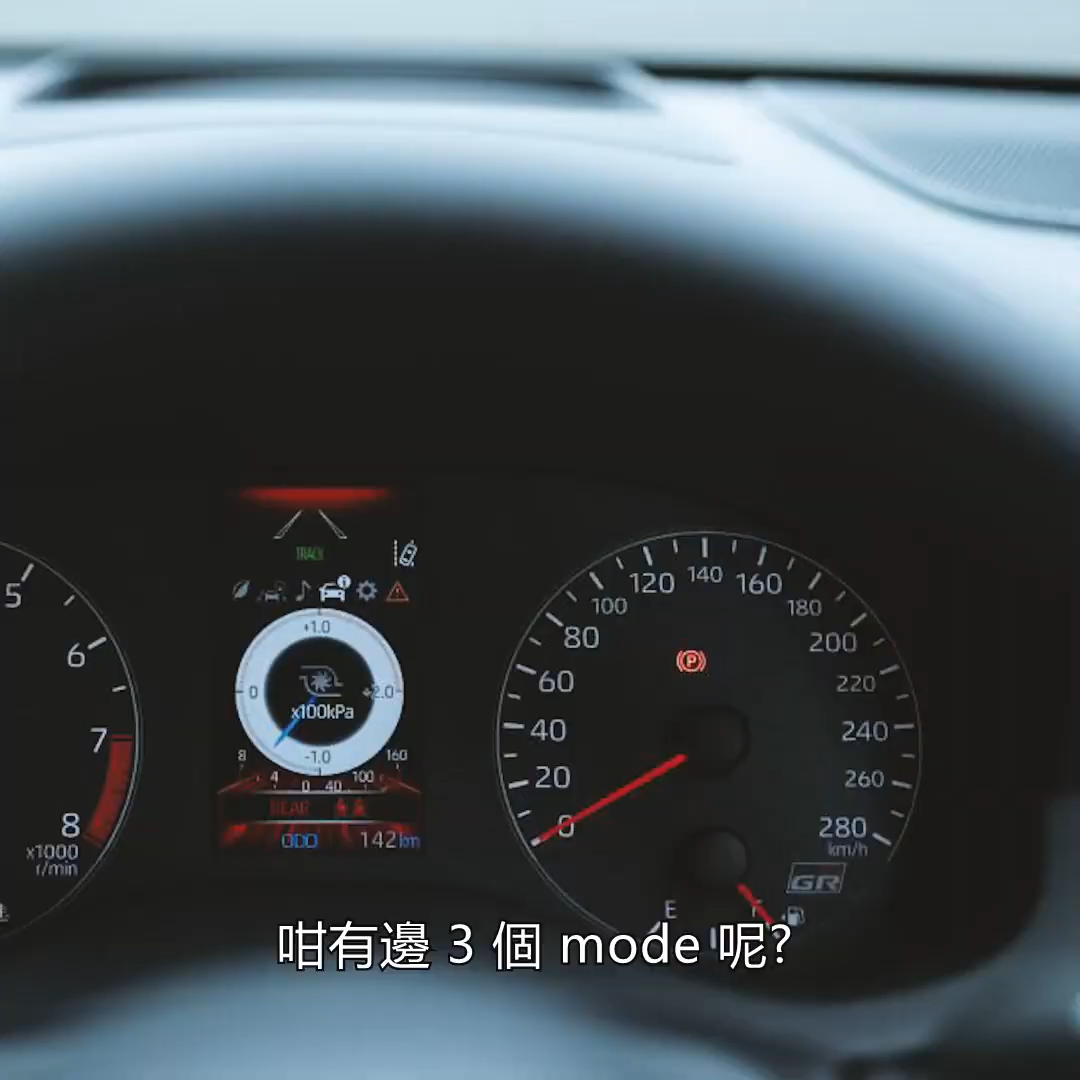 5
6
7
8
x1000
r/min
TRACK
+1.0
0
+2.0
x100kPa
-1.0
8
4
0
40
100
160
REAR
ODO 142 km
0
20
40
60
80
100
120
140
160
180
200
220
240
260
280
km/h
P
GR
E
F
咁有邊 3 個 mode 呢?